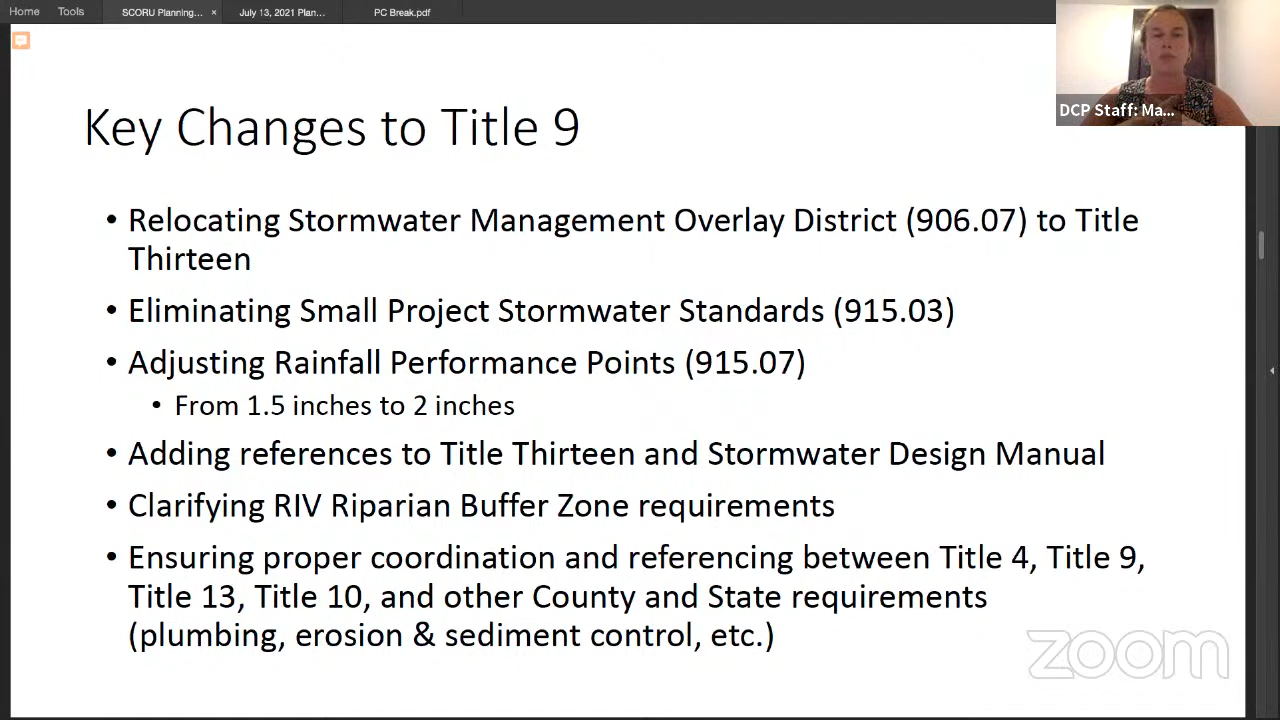 Home Tools SCORU Planning... × July 13, 2021 Plan... PC Break.pdf
DCP Staff: Ma...
Key Changes to Title 9
• Relocating Stormwater Management Overlay District (906.07) to Title
Thirteen
• Eliminating Small Project Stormwater Standards (915.03)
• Adjusting Rainfall Performance Points (915.07)
• From 1.5 inches to 2 inches
• Adding references to Title Thirteen and Stormwater Design Manual
• Clarifying RIV Riparian Buffer Zone requirements
• Ensuring proper coordination and referencing between Title 4, Title 9,
Title 13, Title 10, and other County and State requirements
(plumbing, erosion & sediment control, etc.)
zoom